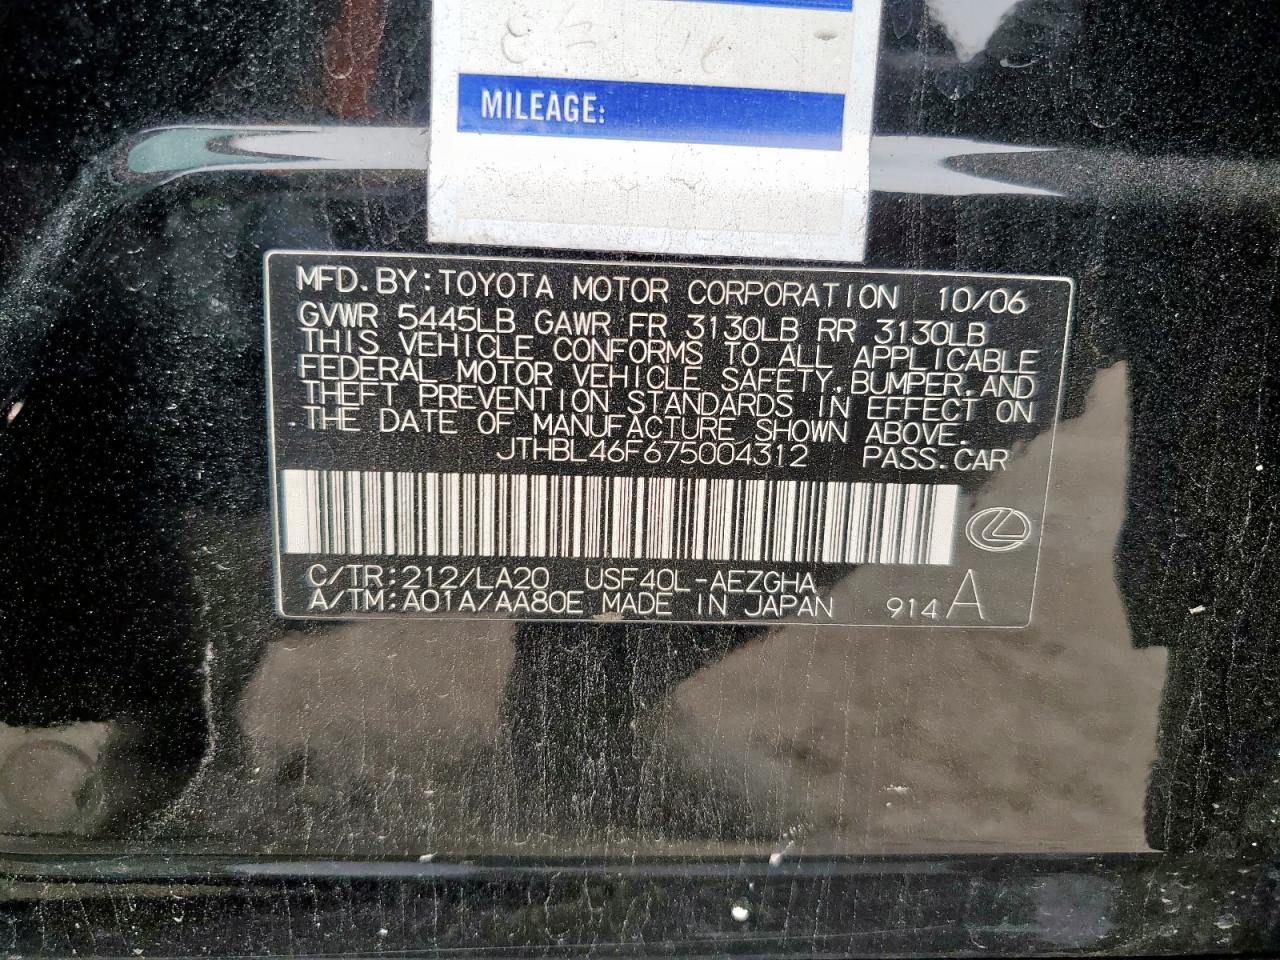 MILEAGE:
MFD.BY:TOYOTA MOTOR CORPORATION 10/06
GVWR 5445LB GAWR FR 3130LB RR 3130LB
THIS VEHICLE CONFORMS TO ALL APPLICABLE
FEDERAL MOTOR VEHICLE SAFETY,BUMPER,AND
THEFT PREVENTION STANDARDS IN EFFECT ON
THE DATE OF MANUFACTURE SHOWN ABOVE.
JTHBL46F675004312 PASS.CAR
C/TR:212/LA20 USF40L-AEZGHA
A/TM:A01A/AA80E MADE IN JAPAN 914 A